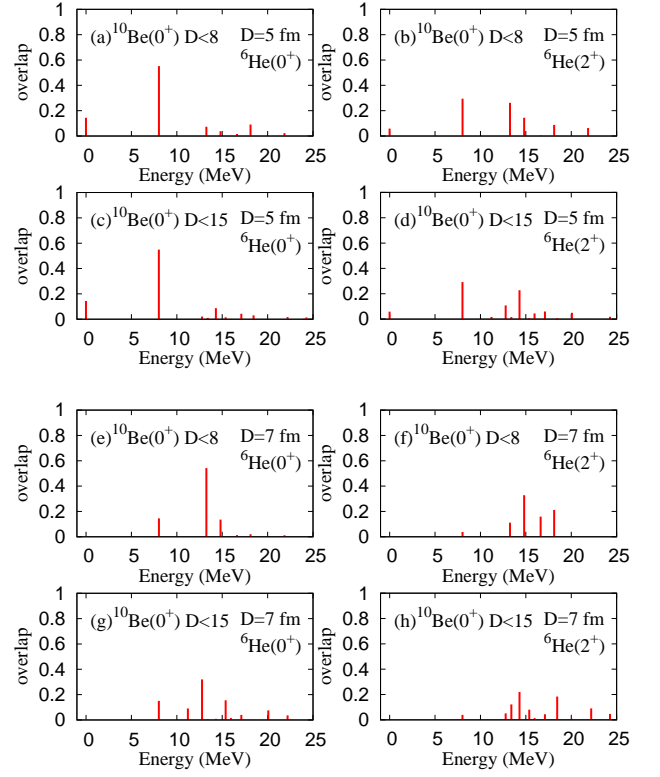 (a)¹⁰Be(0⁺) D<8 D=5 fm
⁶He(0⁺)
overlap
1
0.8
0.6
0.4
0.2
0
0 5 10 15 20 25
Energy (MeV)
(b)¹⁰Be(0⁺) D<8 D=5 fm
⁶He(2⁺)
overlap
1
0.8
0.6
0.4
0.2
0
0 5 10 15 20 25
Energy (MeV)
(c)¹⁰Be(0⁺) D<15 D=5 fm
⁶He(0⁺)
overlap
1
0.8
0.6
0.4
0.2
0
0 5 10 15 20 25
Energy (MeV)
(d)¹⁰Be(0⁺) D<15 D=5 fm
⁶He(2⁺)
overlap
1
0.8
0.6
0.4
0.2
0
0 5 10 15 20 25
Energy (MeV)
(e)¹⁰Be(0⁺) D<8 D=7 fm
⁶He(0⁺)
overlap
1
0.8
0.6
0.4
0.2
0
0 5 10 15 20 25
Energy (MeV)
(f)¹⁰Be(0⁺) D<8 D=7 fm
⁶He(2⁺)
overlap
1
0.8
0.6
0.4
0.2
0
0 5 10 15 20 25
Energy (MeV)
(g)¹⁰Be(0⁺) D<15 D=7 fm
⁶He(0⁺)
overlap
1
0.8
0.6
0.4
0.2
0
0 5 10 15 20 25
Energy (MeV)
(h)¹⁰Be(0⁺) D<15 D=7 fm
⁶He(2⁺)
overlap
1
0.8
0.6
0.4
0.2
0
0 5 10 15 20 25
Energy (MeV)